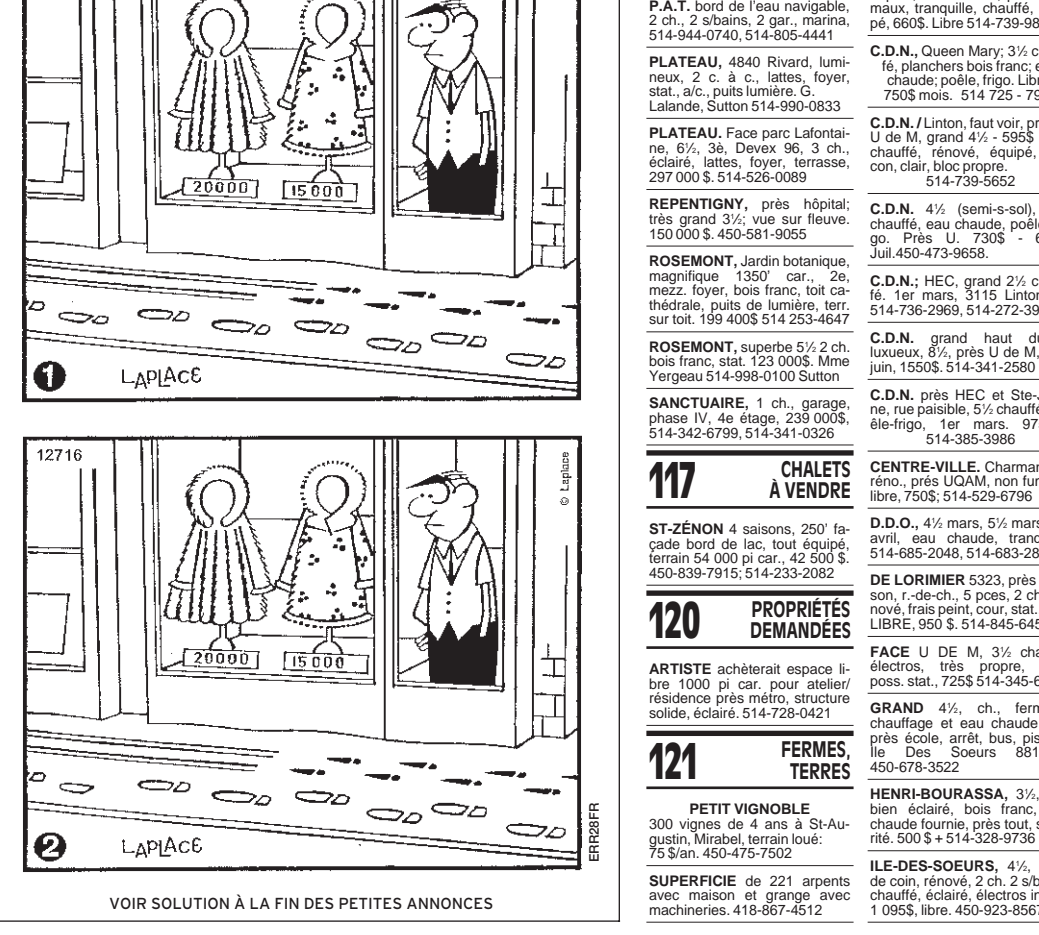 20000
15000
1
LAPLACE
12716
© Laplace
20000
15000
2
LAPLACE
ERR28FR
VOIR SOLUTION À LA FIN DES PETITES ANNONCES
P.A.T. bord de l'eau navigable,
2 ch., 2 s/bains, 2 gar., marina,
514-944-0740, 514-805-4441
PLATEAU, 4840 Rivard, lumi-
neux, 2 c. à c., lattes, foyer,
stat., a/c., puits lumière. G.
Lalande, Sutton 514-990-0833
PLATEAU. Face parc Lafontai-
ne, 6½, 3è, Devex 96, 3 ch.,
éclairé, lattes, foyer, terrasse,
297 000 $. 514-526-0089
REPENTIGNY, près hôpital;
très grand 3½; vue sur fleuve.
150 000 $. 450-581-9055
ROSEMONT, Jardin botanique,
magnifique 1350' car., 2e,
mezz. foyer, bois franc, toit ca-
thédrale, puits de lumière, terr.
sur toit. 199 400$ 514 253-4647
ROSEMONT, superbe 5½ 2 ch.
bois franc, stat. 123 000$. Mme
Yergeau 514-998-0100 Sutton
SANCTUAIRE, 1 ch., garage,
phase IV, 4e étage, 239 000$,
514-342-6799, 514-341-0326
117 CHALETS
À VENDRE
ST-ZÉNON 4 saisons, 250' fa-
çade bord de lac, tout équipé,
terrain 54 000 pi car., 42 500 $.
450-839-7915; 514-233-2082
120 PROPRIÉTÉS
DEMANDÉES
ARTISTE achèterait espace li-
bre 1000 pi car. pour atelier/
résidence près métro, structure
solide, éclairé. 514-728-0421
121 FERMES,
TERRES
PETIT VIGNOBLE
300 vignes de 4 ans à St-Au-
gustin, Mirabel, terrain loué:
75 $/an. 450-475-7502
SUPERFICIE de 221 arpents
avec maison et grange avec
machineries. 418-867-4512
maux, tranquille, chauffé,
pé, 660$. Libre 514-739-98
C.D.N., Queen Mary; 3½ c
fé, planchers bois franc; e
chaude; poêle, frigo. Lib
750$ mois. 514 725 - 79
C.D.N. / Linton, faut voir, pr
U de M, grand 4½ - 595$
chauffé, rénové, équipé,
con, clair, bloc propre.
514-739-5652
C.D.N. 4½ (semi-s-sol),
chauffé, eau chaude, poêl
go. Près U. 730$ - 6
Juil.450-473-9658.
C.D.N.; HEC, grand 2½ c
fé. 1er mars, 3115 Linton
514-736-2969, 514-272-39
C.D.N. grand haut du
luxueux, 8½, près U de M,
juin, 1550$. 514-341-2580
C.D.N. près HEC et Ste-J
ne, rue paisible, 5½ chauffé
êle-frigo, 1er mars. 97
514-385-3986
CENTRE-VILLE. Charmar
réno., prés UQAM, non fur
libre, 750$; 514-529-6796
D.D.O., 4½ mars, 5½ mars
avril, eau chaude, tranc
514-685-2048, 514-683-28
DE LORIMIER 5323, près
son, r.-de-ch., 5 pces, 2 ch
nové, frais peint, cour, stat.
LIBRE, 950 $. 514-845-645
FACE U DE M, 3½ cha
électros, très propre,
poss. stat., 725$ 514-345-6
GRAND 4½, ch., ferm
chauffage et eau chaude
près école, arrêt, bus, pis
Ile Des Soeurs 881
450-678-3522
HENRI-BOURASSA, 3½,
bien éclairé, bois franc,
chaude fournie, près tout, s
rité. 500 $ + 514-328-9736
ILE-DES-SOEURS, 4½,
de coin, rénové, 2 ch. 2 s/b
chauffé, éclairé, électros in
1 095$, libre. 450-923-8567